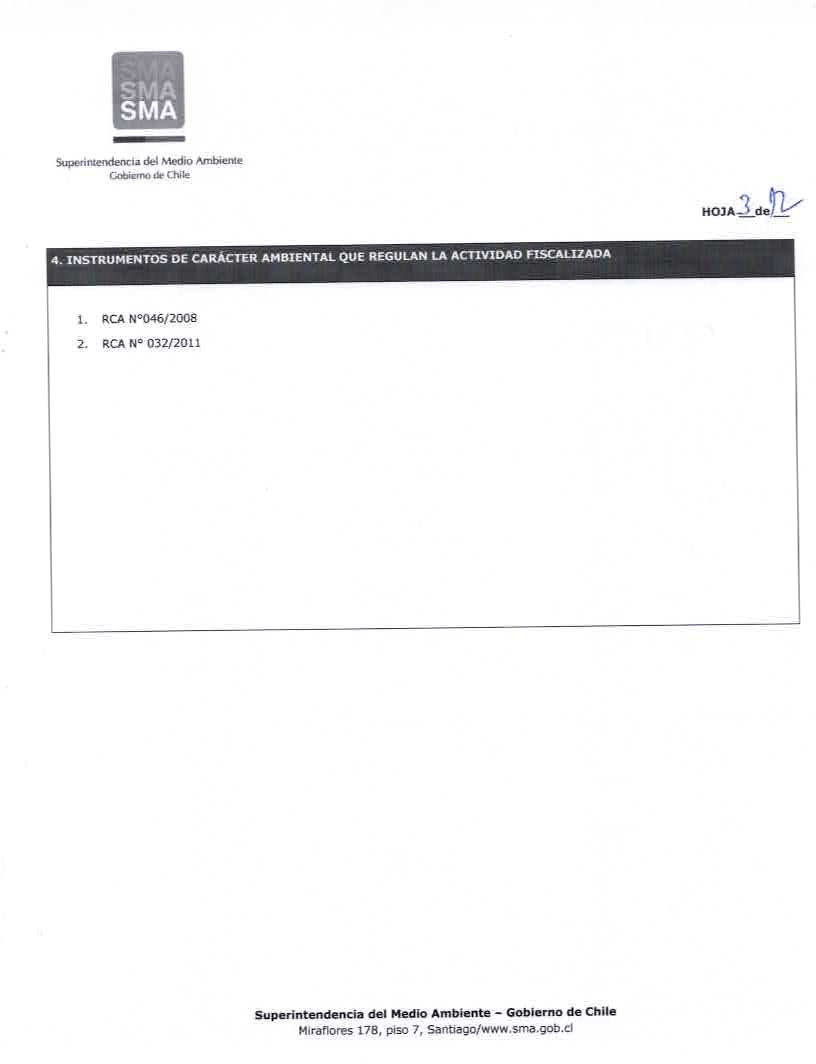 SMA
SMA
SMA
Superintendencia del Medio Ambiente
Gobierno de Chile
HOJA 3 de 12
4. INSTRUMENTOS DE CARÁCTER AMBIENTAL QUE REGULAN LA ACTIVIDAD FISCALIZADA
1. RCA N°046/2008
2. RCA N° 032/2011
Superintendencia del Medio Ambiente – Gobierno de Chile
Miraflores 178, piso 7, Santiago/www.sma.gob.cl